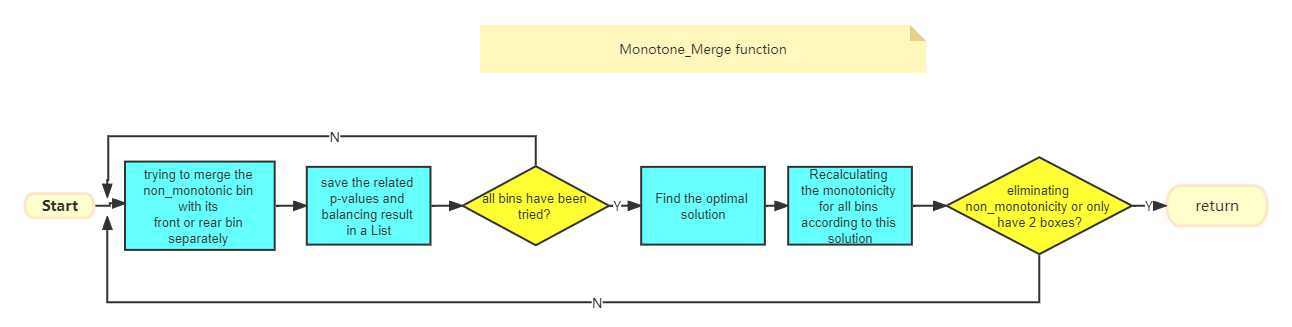 Monotone_Merge function
N
Start
trying to merge the
non_monotonic bin
with its
front or rear bin
separately
save the related
p-values and
balancing result
in a List
all bins have been
tried?
Y
Find the optimal
solution
Recalculating
the monotonicity
for all bins
according to this
solution
eliminating
non_monotonicity or only
have 2 boxes?
Y
return
N